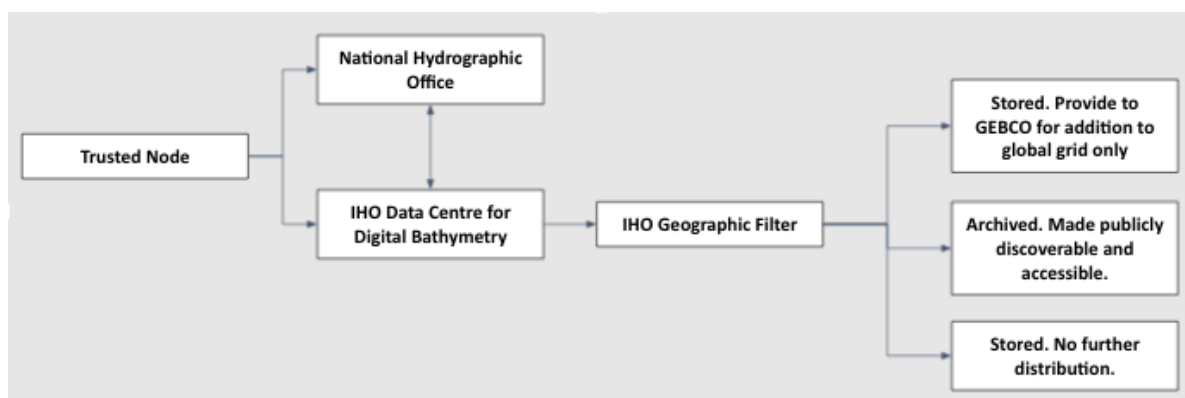 Trusted Node
National Hydrographic
Office
IHO Data Centre for
Digital Bathymetry
IHO Geographic Filter
Stored. Provide to
GEBCO for addition to
global grid only
Archived. Made publicly
discoverable and
accessible.
Stored. No further
distribution.